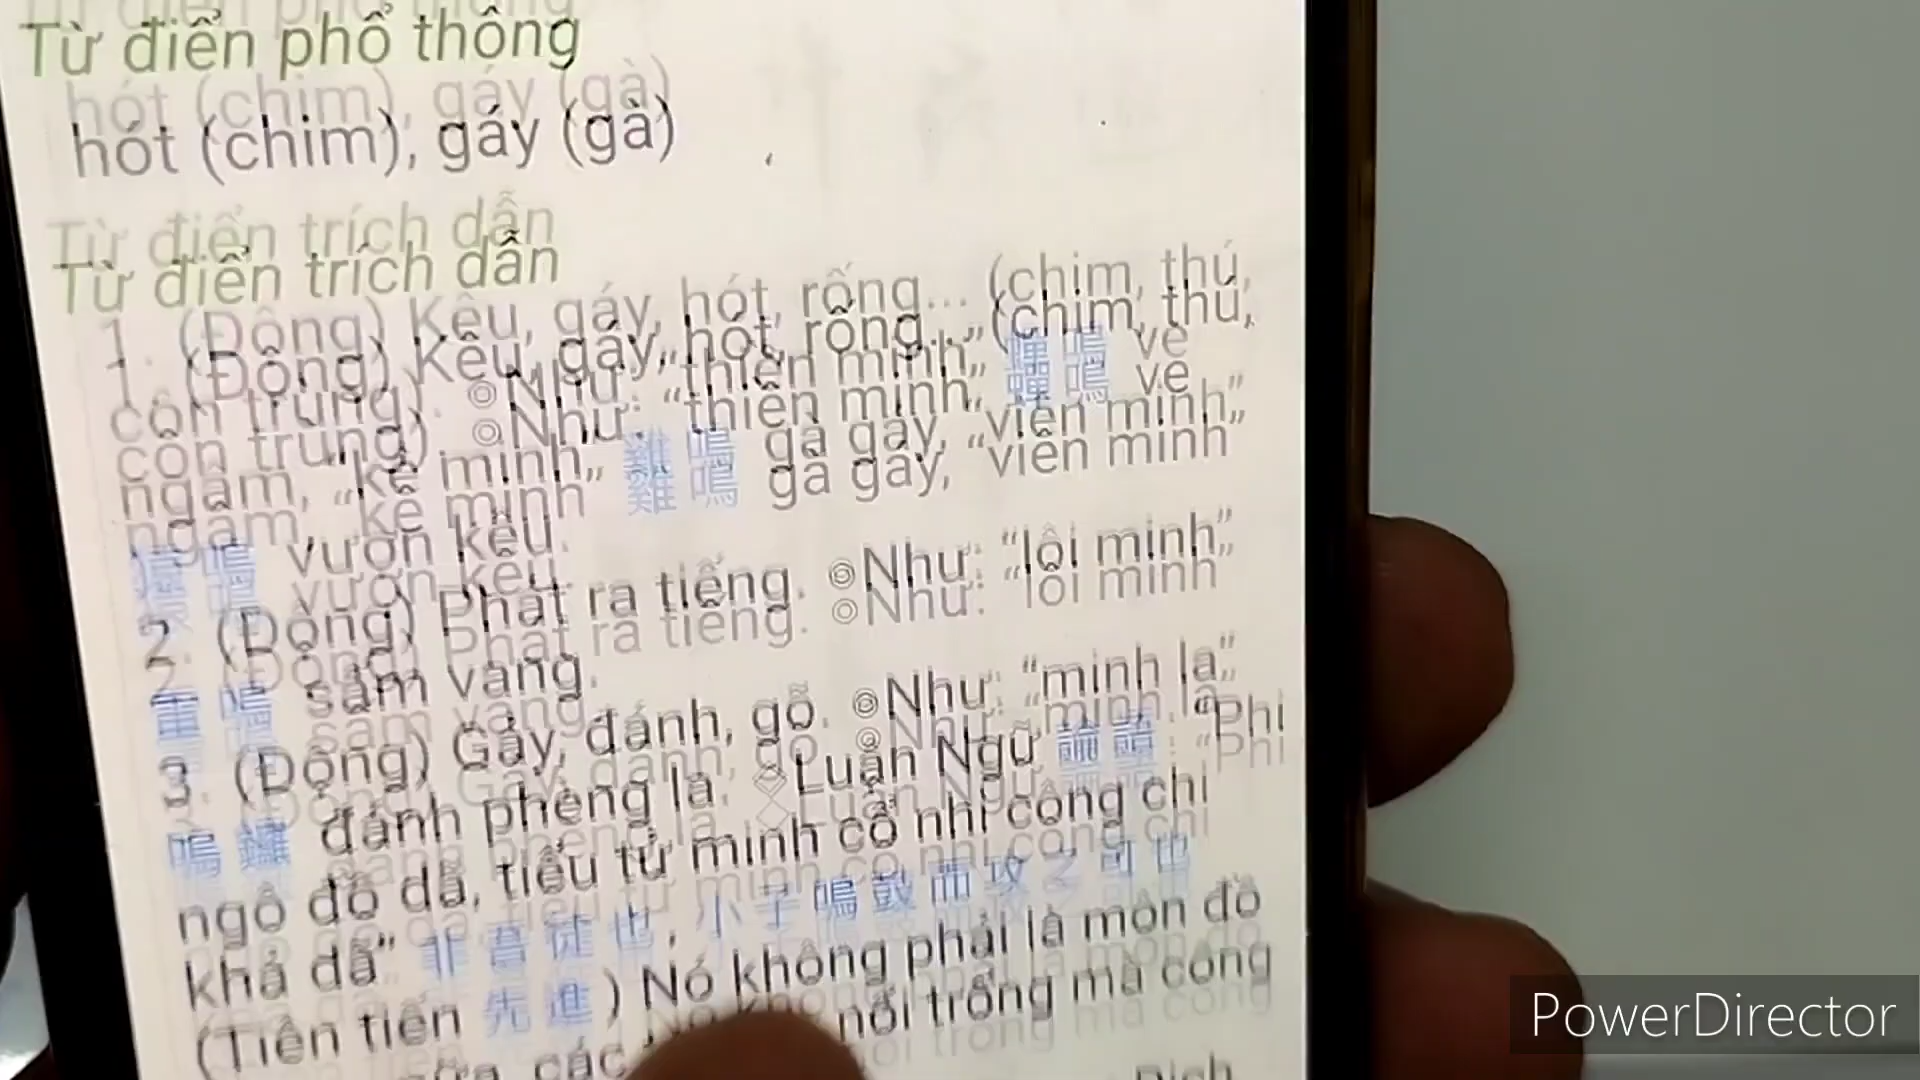 Từ điển phổ thông
hót (chim), gáy (gà)
Từ điển trích dẫn
1. (Động) Kêu, gáy, hót, rống... (chim, thú,
côn trùng). ◎Như: “thiền minh” 蟬鳴 ve
ngâm, “kê minh” 雞鳴 gà gáy, “viên minh”
猿鳴 vượn kêu.
2. (Động) Phát ra tiếng. ◎Như: “lôi minh”
雷鳴 sấm vang.
3. (Động) Gảy, đánh, gõ. ◎Như: “minh la”
鳴鑼 đánh phèng la. ◇Luận Ngữ 論語: “Phi
ngô đồ dã, tiểu tử minh cổ nhi công chi
khả dã” 非吾徒也, 小子鳴鼓而攻之可也
(Tiên tiến 先進) Nó không phải là môn đồ
các nổi trống mà công
PowerDirector